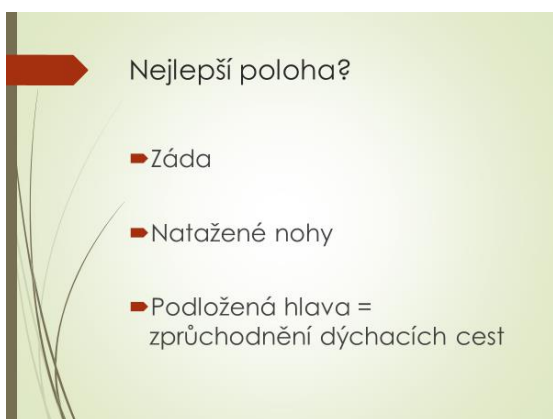 Nejlepší poloha?
Záda
Natažené nohy
Podložená hlava =
zprůchodnění dýchacích cest